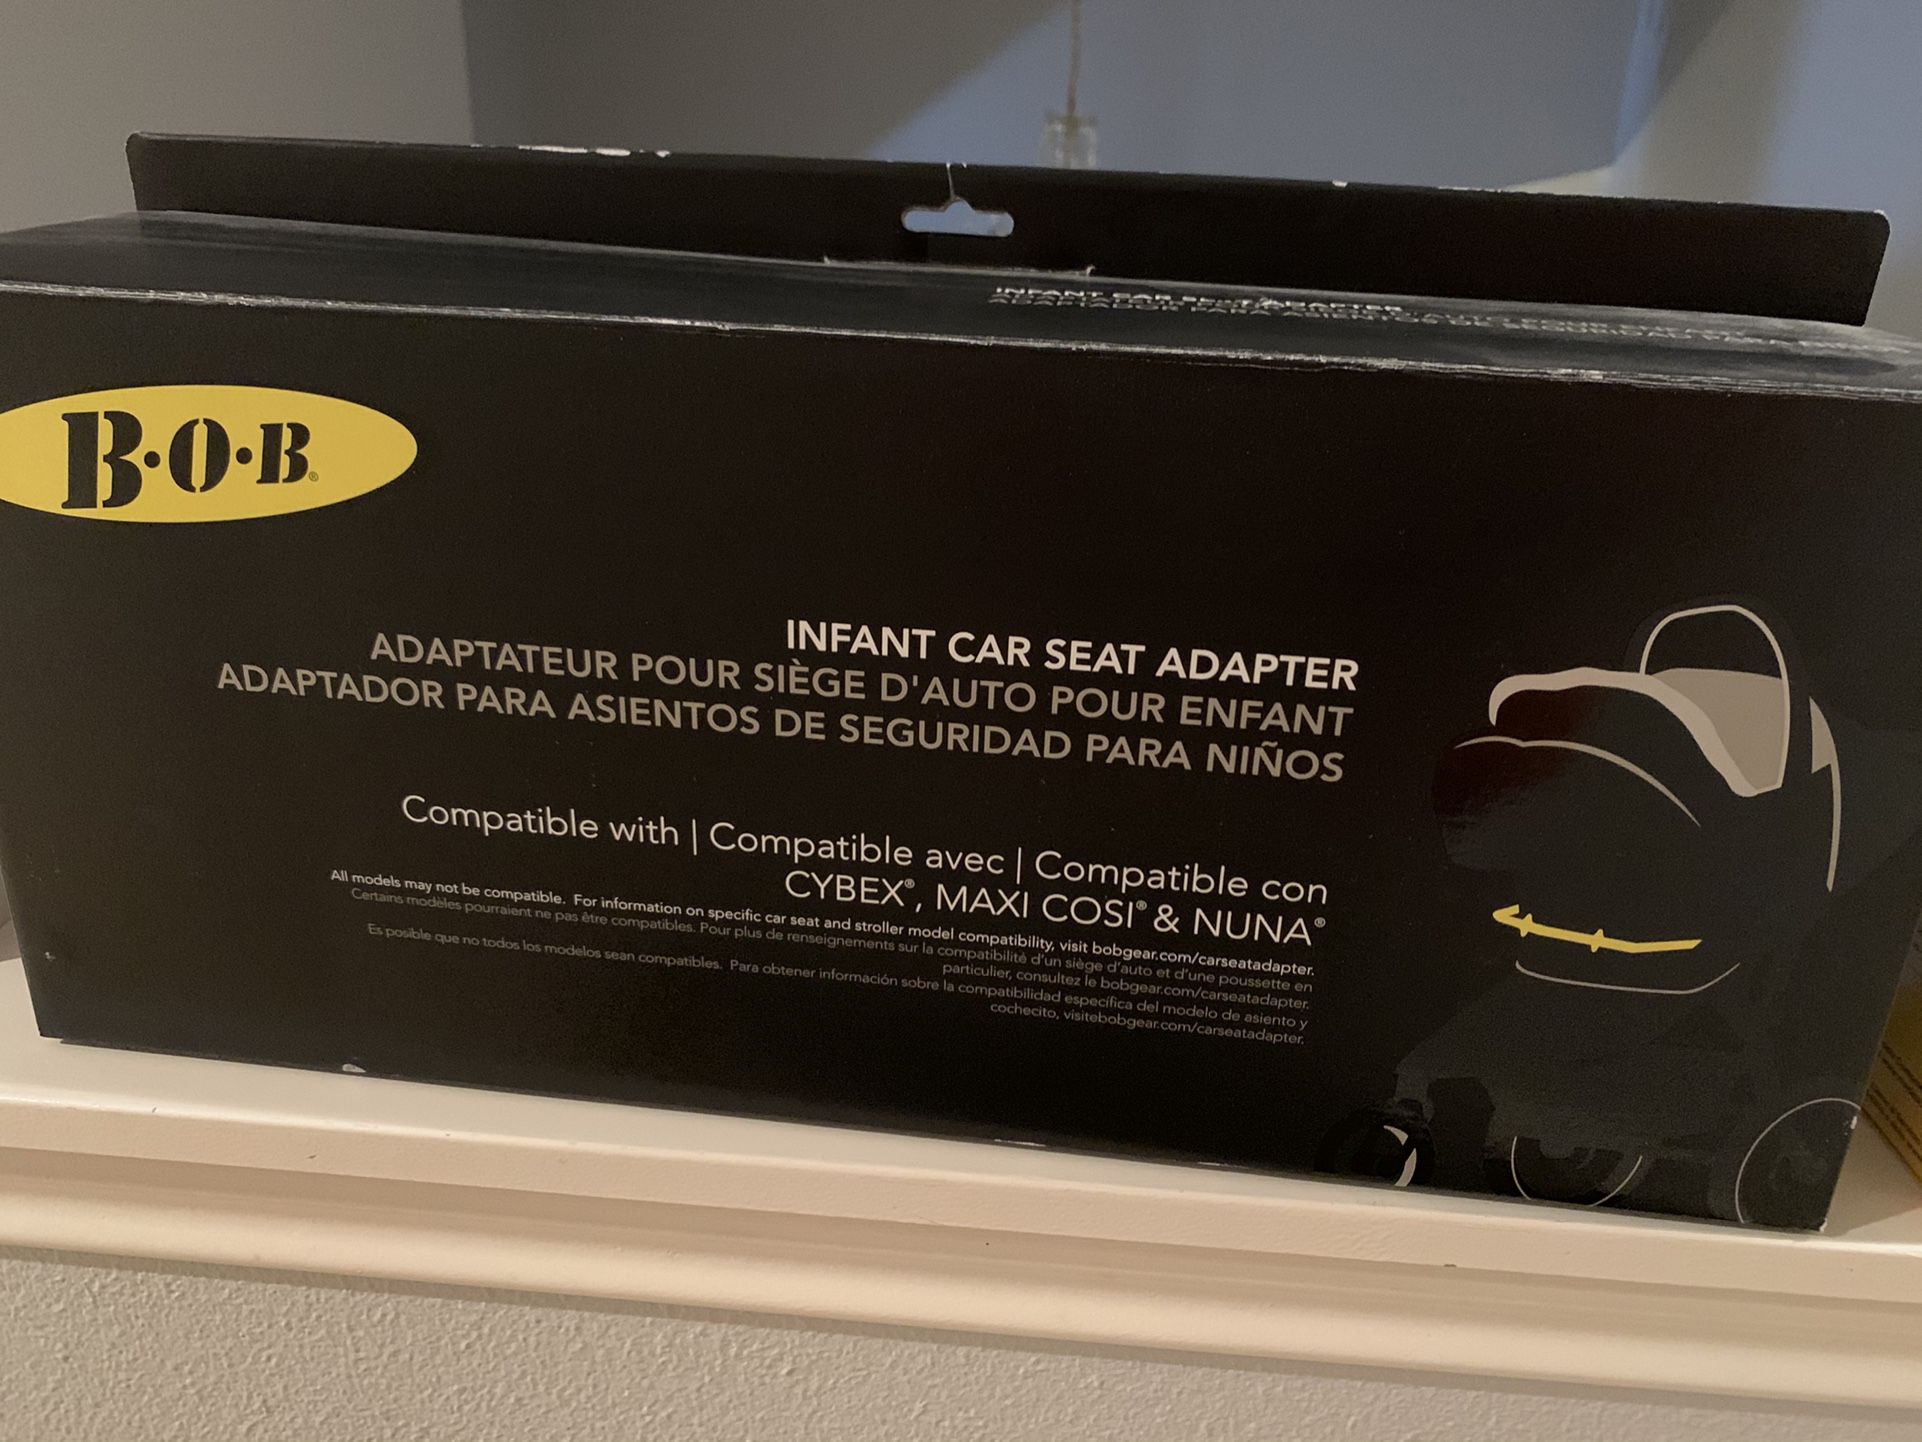 INFANT CAR SEAT ADAPTER
B·O·B®
INFANT CAR SEAT ADAPTER
ADAPTATEUR POUR SIÈGE D'AUTO POUR ENFANT
ADAPTADOR PARA ASIENTOS DE SEGURIDAD PARA NIÑOS
Compatible with | Compatible avec | Compatible con
CYBEX®, MAXI COSI® & NUNA®
All models may not be compatible. For information on specific car seat and stroller model compatibility, visit bobgear.com/carseatadapter.
Certains modèles pourraient ne pas être compatibles. Pour plus de renseignements sur la compatibilité d'un siège d'auto et d'une poussette en
particulier, consultez le bobgear.com/carseatadapter.
Es posible que no todos los modelos sean compatibles. Para obtener información sobre la compatibilidad específica del modelo de asiento y
cochecito, visitebobgear.com/carseatadapter.